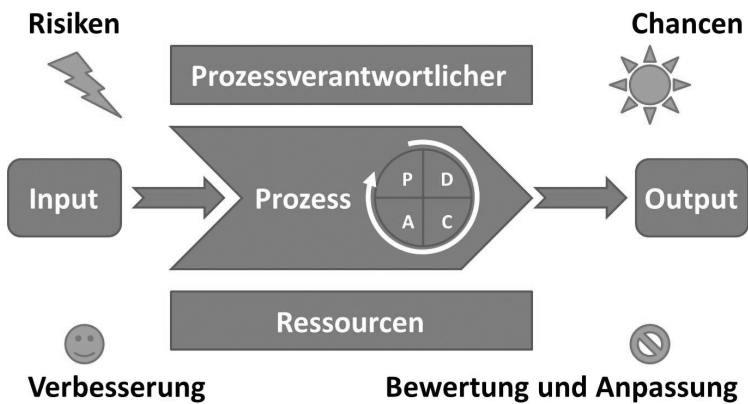 Risiken
Chancen
Prozessverantwortlicher
Input
Prozess
P D
A C
Output
Ressourcen
Verbesserung
Bewertung und Anpassung